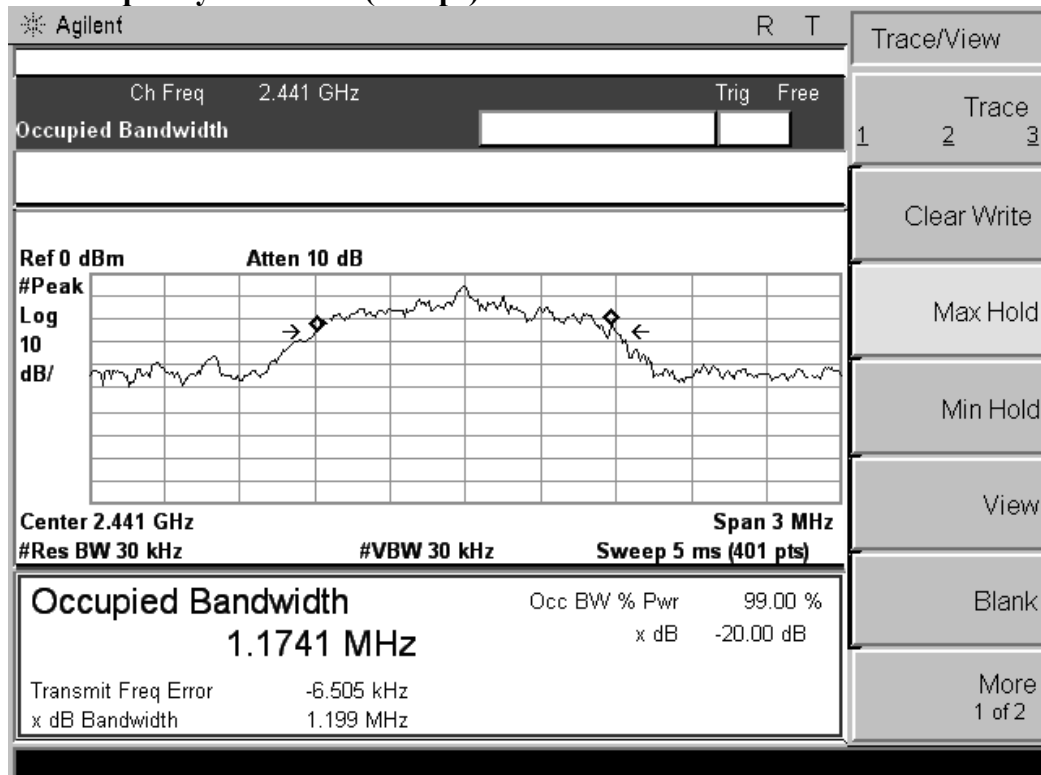 Agilent R T
Trace/View
Ch Freq 2.441 GHz Trig Free
Occupied Bandwidth
Trace
1 2 3
Clear Write
Ref 0 dBm Atten 10 dB
#Peak
Log
10
dB/
Max Hold
Min Hold
View
Center 2.441 GHz Span 3 MHz
#Res BW 30 kHz #VBW 30 kHz Sweep 5 ms (401 pts)
Occupied Bandwidth Occ BW % Pwr 99.00 %
1.1741 MHz x dB -20.00 dB
Blank
Transmit Freq Error -6.505 kHz
x dB Bandwidth 1.199 MHz
More
1 of 2